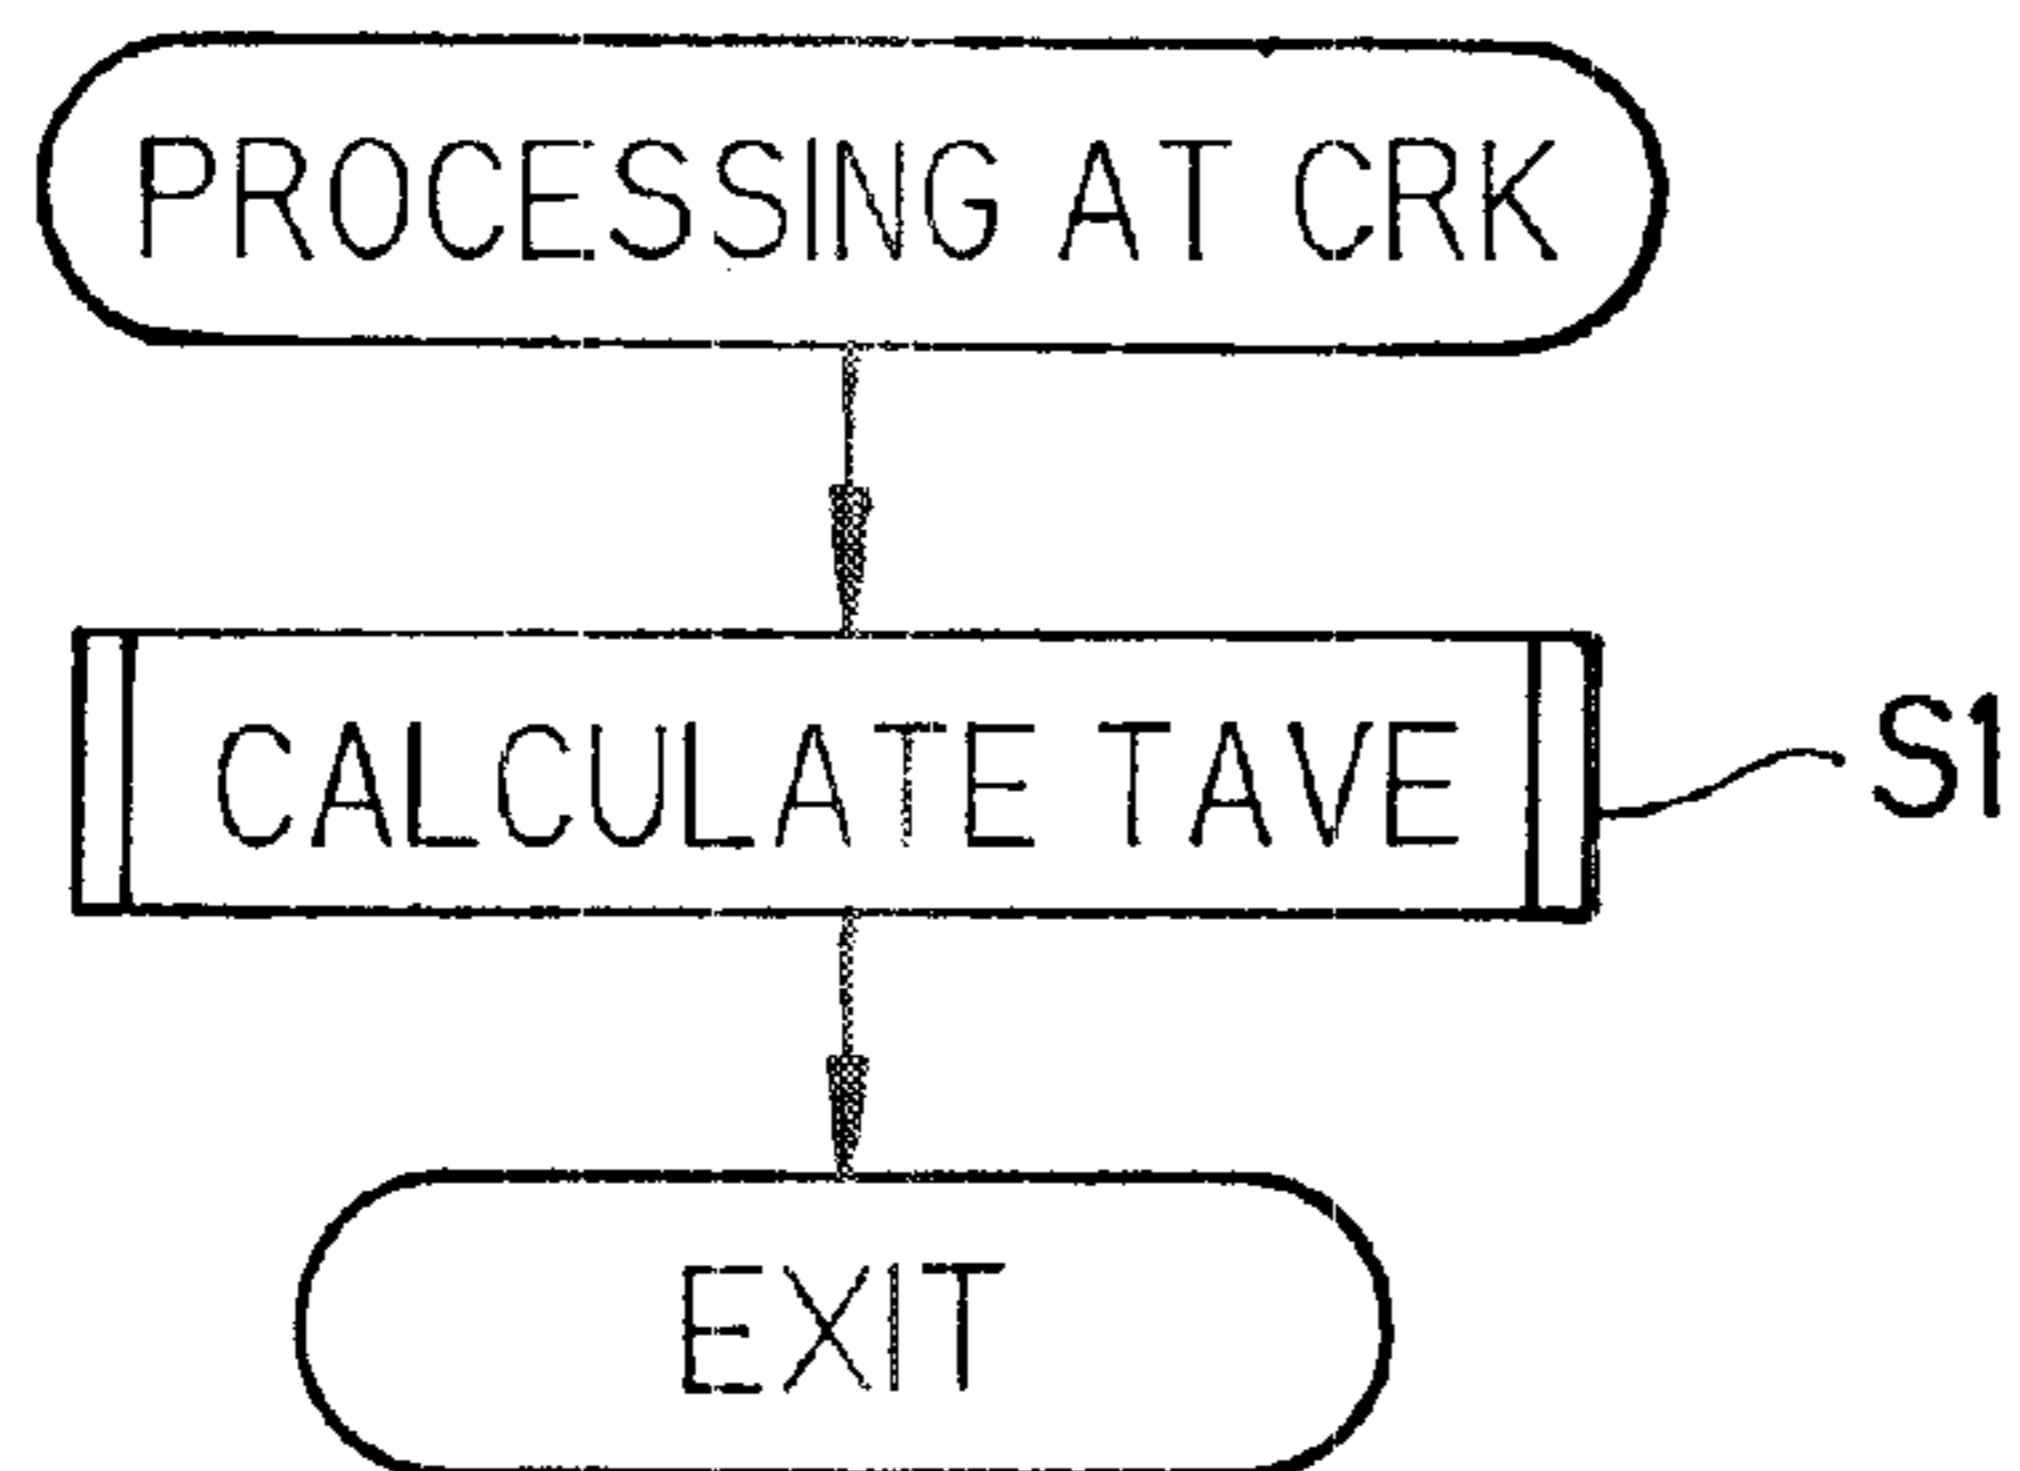 PROCESSING AT CRK
CALCULATE TAVE
S1
EXIT